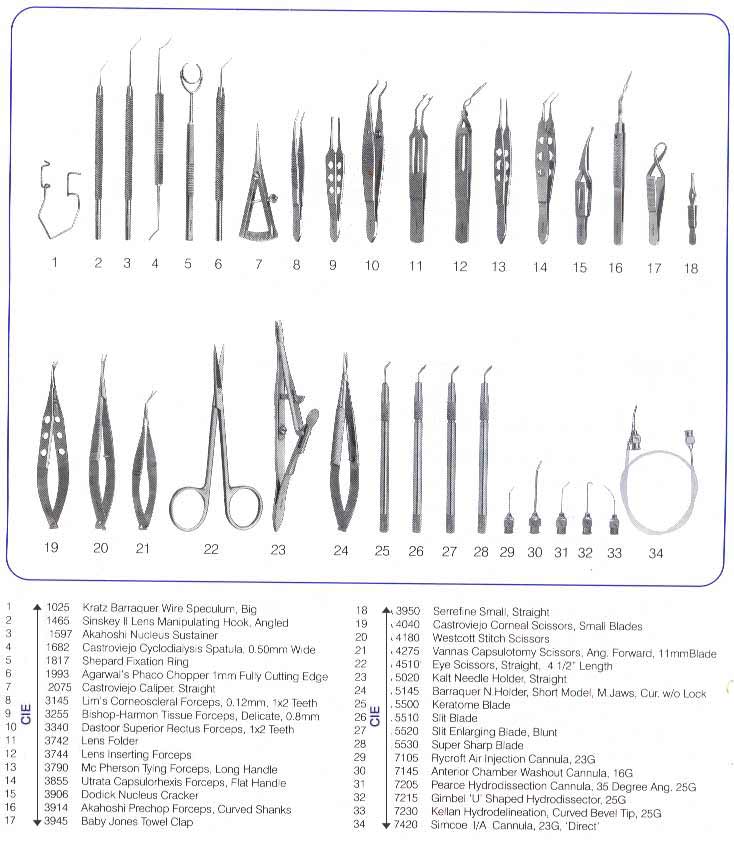 1 2 3 4 5 6 7 8 9 10 11 12 13 14 15 16 17 18
19 20 21 22 23 24 25 26 27 28 29 30 31 32 33 34
1 1025 Kratz Barraquer Wire Speculum, Big
2 1465 Sinskey II Lens Manipulating Hook, Angled
3 1597 Akahoshi Nucleus Sustainer
4 1682 Castroviejo Cyclodialysis Spatula, 0.50mm Wide
5 1817 Shepard Fixation Ring
6 1993 Agarwal's Phaco Chopper 1mm Fully Cutting Edge
7 2075 Castroviejo Caliper, Straight
8 3145 Lim's Corneoscleral Forceps, 0.12mm, 1x2 Teeth
9 3255 Bishop-Harmon Tissue Forceps, Delicate, 0.8mm
10 3340 Dastoor Superior Rectus Forceps, 1x2 Teeth
11 3742 Lens Folder
12 3744 Lens Inserting Forceps
13 3790 Mc Pherson Tying Forceps, Long Handle
14 3855 Utrata Capsulorhexis Forceps, Flat Handle
15 3906 Dodick Nucleus Cracker
16 3914 Akahoshi Prechop Forceps, Curved Shanks
17 3945 Baby Jones Towel Clap
CIE
18 3950 Serrefine Small, Straight
19 4040 Castroviejo Corneal Scissors, Small Blades
20 4180 Westcott Stitch Scissors
21 4275 Vannas Capsulotomy Scissors, Ang. Forward, 11mmBlade
22 4510 Eye Scissors, Straight, 4 1/2" Length
23 5020 Kalt Needle Holder, Straight
24 5145 Barraquer N.Holder, Short Model, M.Jaws, Cur. w/o Lock
25 5500 Keratome Blade
26 5510 Slit Blade
27 5520 Slit Enlarging Blade, Blunt
28 5530 Super Sharp Blade
29 7105 Rycroft Air Injection Cannula, 23G
30 7145 Anterior Chamber Washout Cannula, 16G
31 7205 Pearce Hydrodissection Cannula, 35 Degree Ang. 25G
32 7215 Gimbel 'U' Shaped Hydrodissector, 25G
33 7230 Kellan Hydrodelineation, Curved Bevel Tip, 25G
34 7420 Simcoe I/A Cannula, 23G, 'Direct'
CIE